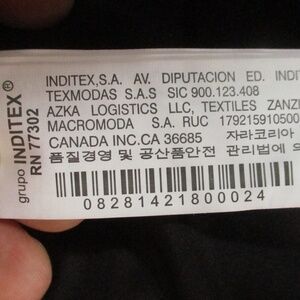 grupo INDITEX®
RN 77302
INDITEX,S.A. AV. DIPUTACION ED. INDIT
TEXMODAS S.A.S SIC 900.123.408
AZKA LOGISTICS LLC, TEXTILES ZANZ
MACROMODA S.A. RUC 179215910500
CANADA INC.CA 36685 자라코리아
품질경영 및 공산품안전 관리법에 의
08281421800024